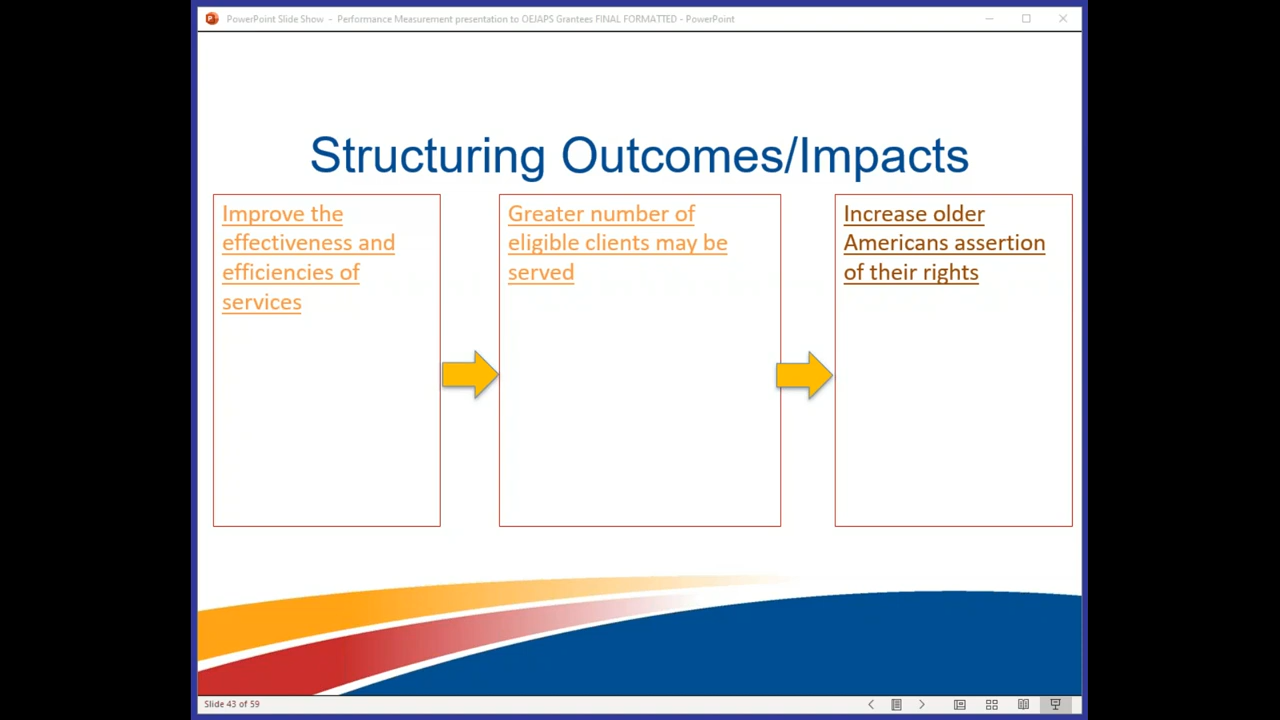 PowerPoint Slide Show - Performance Measurement presentation to OEJAPS Grantees FINAL FORMATTED - PowerPoint
Structuring Outcomes/Impacts
Improve the
effectiveness and
efficiencies of
services
Greater number of
eligible clients may be
served
Increase older
Americans assertion
of their rights
Slide 43 of 59